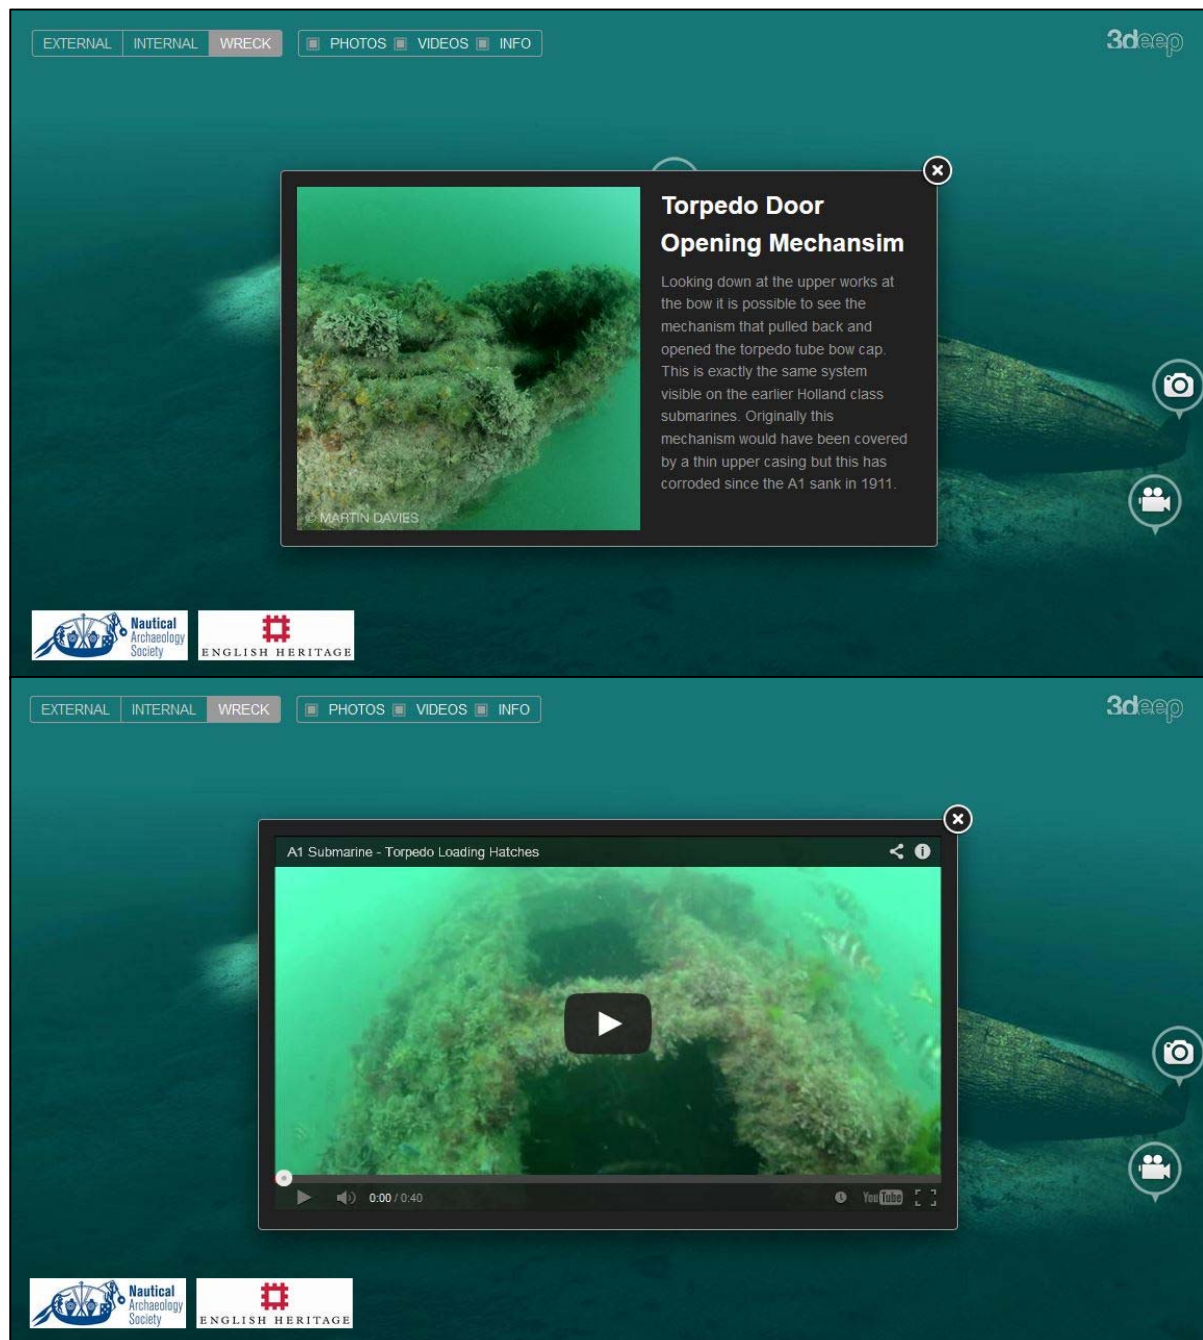 EXTERNAL INTERNAL WRECK PHOTOS VIDEOS INFO
3deep
Torpedo Door
Opening Mechansim
Looking down at the upper works at
the bow it is possible to see the
mechanism that pulled back and
opened the torpedo tube bow cap.
This is exactly the same system
visible on the earlier Holland class
submarines. Originally this
mechanism would have been covered
by a thin upper casing but this has
corroded since the A1 sank in 1911.
© MARTIN DAVIES
Nautical
Archaeology
Society
ENGLISH HERITAGE
EXTERNAL INTERNAL WRECK PHOTOS VIDEOS INFO
3deep
A1 Submarine - Torpedo Loading Hatches
0:00 / 0:40
YouTube
Nautical
Archaeology
Society
ENGLISH HERITAGE